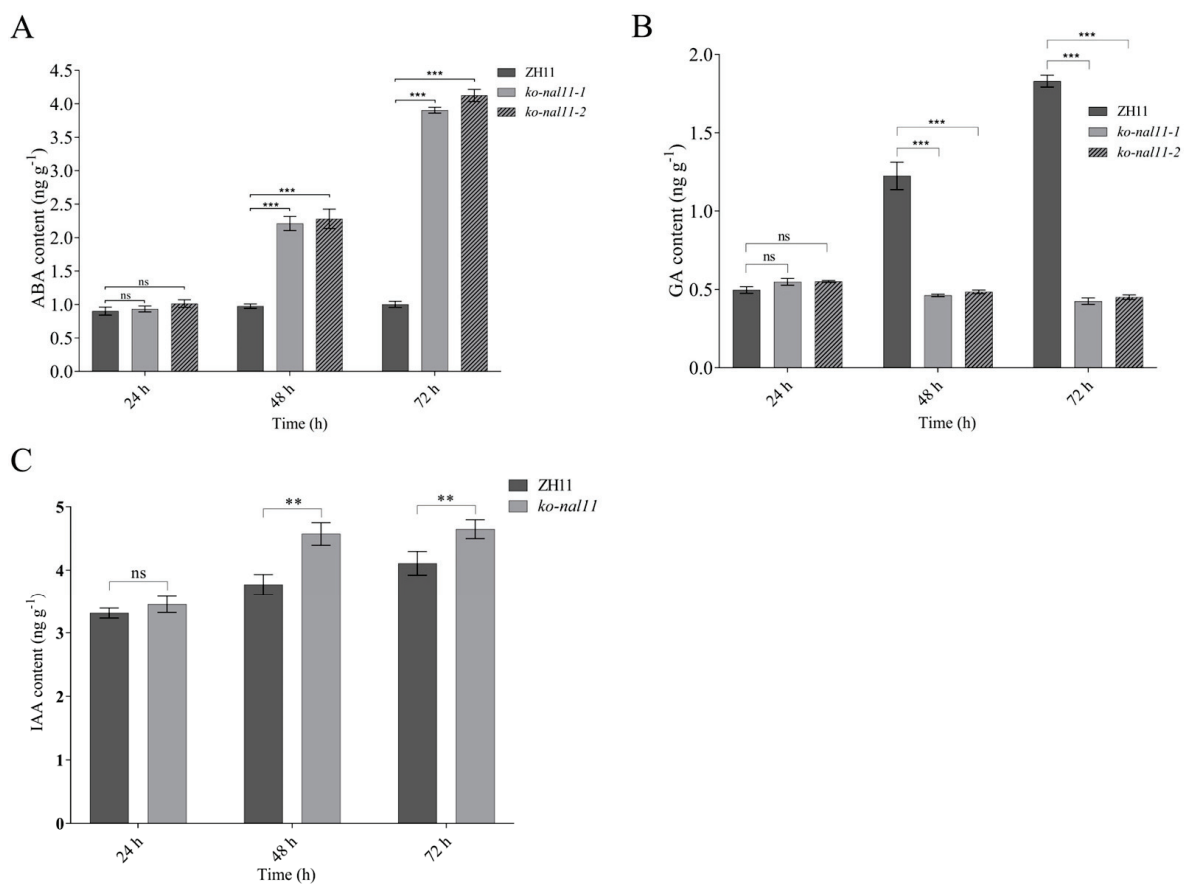 A
ABA content (ng g-1)
4.5
4.0
3.5
3.0
2.5
2.0
1.5
1.0
0.5
0.0
ns
ns
***
***
***
***
24 h
48 h
72 h
Time (h)
ZH11
ko-nal11-1
ko-nal11-2
B
GA content (ng g-1)
2.0
1.5
1.0
0.5
0.0
ns
ns
***
***
***
***
24 h
48 h
72 h
Time (h)
ZH11
ko-nal11-1
ko-nal11-2
C
IAA content (ng g-1)
5
4
3
2
1
0
ns
**
**
24 h
48 h
72 h
Time (h)
ZH11
ko-nal11